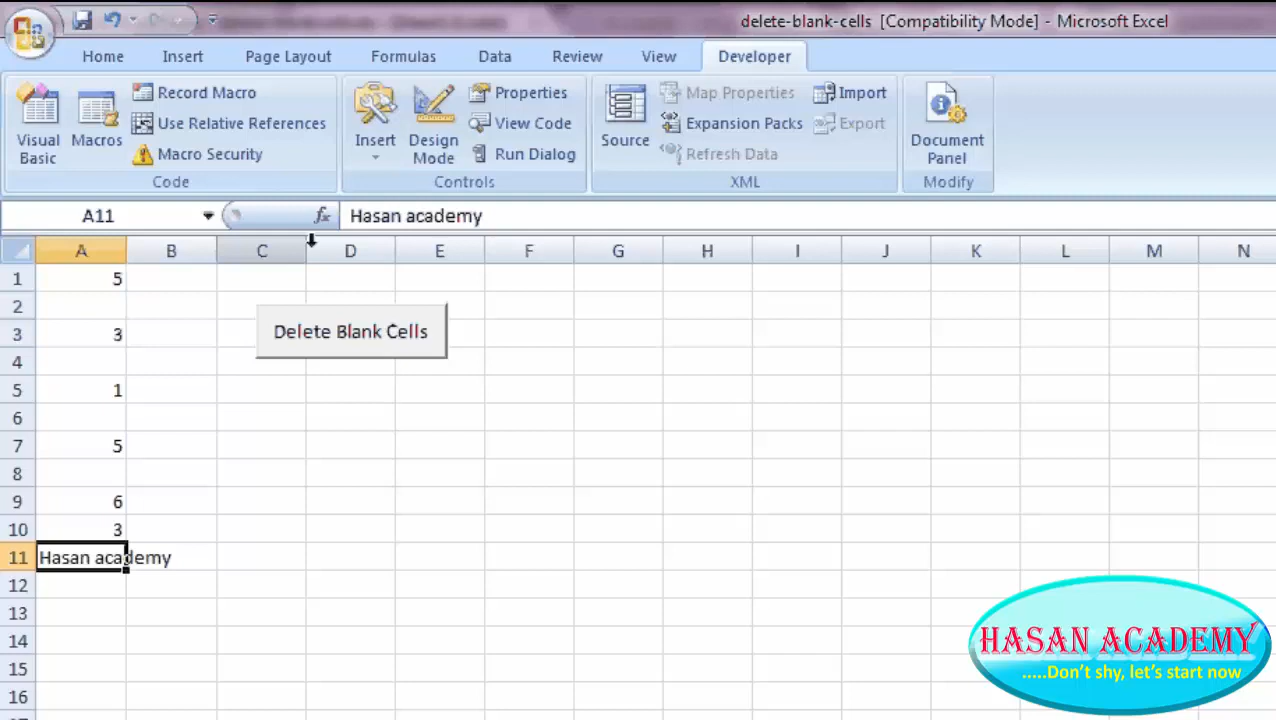 delete-blank-cells [Compatibility Mode] - Microsoft Excel
Home Insert Page Layout Formulas Data Review View Developer
Visual Basic
Macros
Record Macro
Use Relative References
Macro Security
Code
Insert
Design Mode
Properties
View Code
Run Dialog
Controls
Source
Map Properties
Expansion Packs
Refresh Data
Import
Export
XML
Document Panel
Modify
A11 fx Hasan academy
A B C D E F G H I J K L M N
1 5
2
Delete Blank Cells
3 3
4
5 1
6
7 5
8
9 6
10 3
11 Hasan academy
12
13
14
15
16
HASAN ACADEMY
.....Don't shy, let's start now